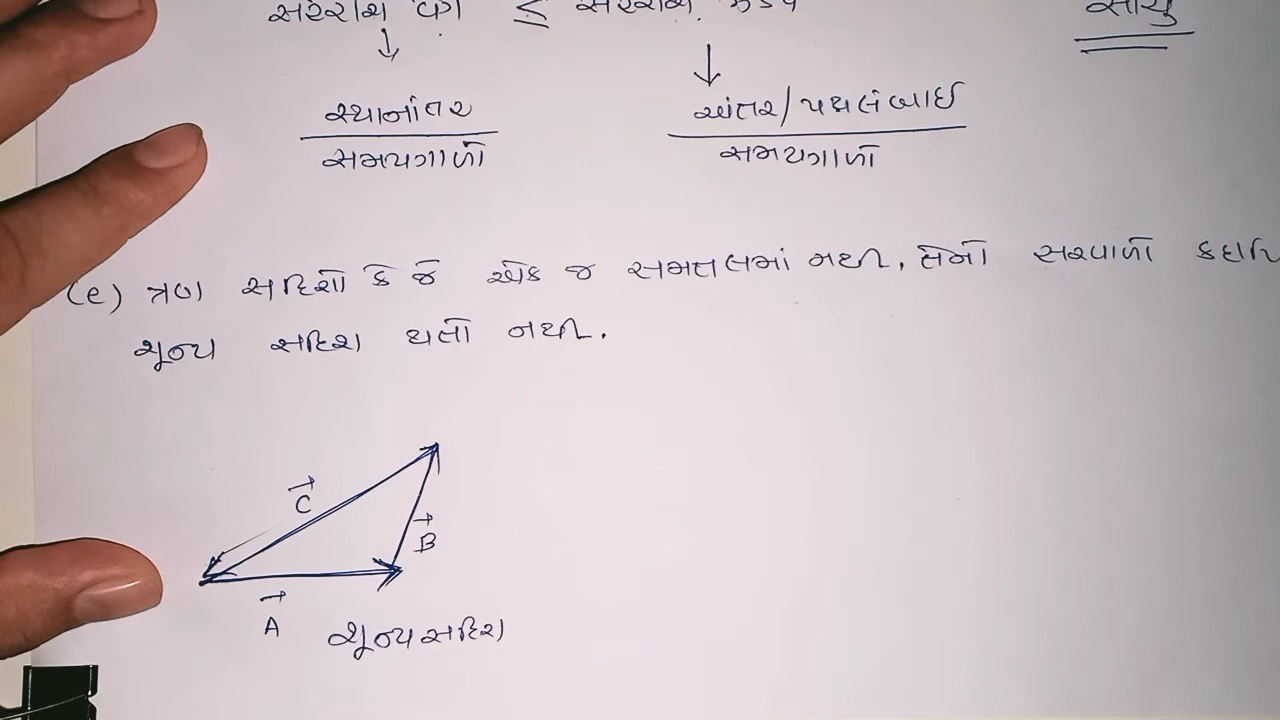 સરેરાશ વેગ ≤ સરેરાશ ઝડપ
સાચુ
સ્થાનાંતર
સમયગાળો
અંતર/પથલંબાઈ
સમયગાળો
(e) ત્રણ સદિશો કે જે એક જ સમતલમાં નથી, તેમનો સરવાળો કદાપિ
શૂન્ય સદિશ થતો નથી.
C
B
A
શૂન્ય સદિશ